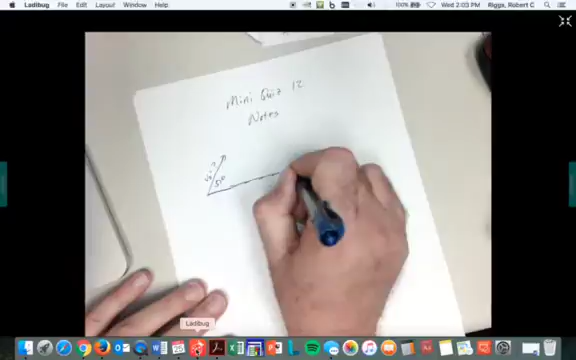 Ladibug File Edit Layout Window Help 100% Wed 2:03 PM Riggs, Robert C
Mini Quiz 12
Notes
Ladibug